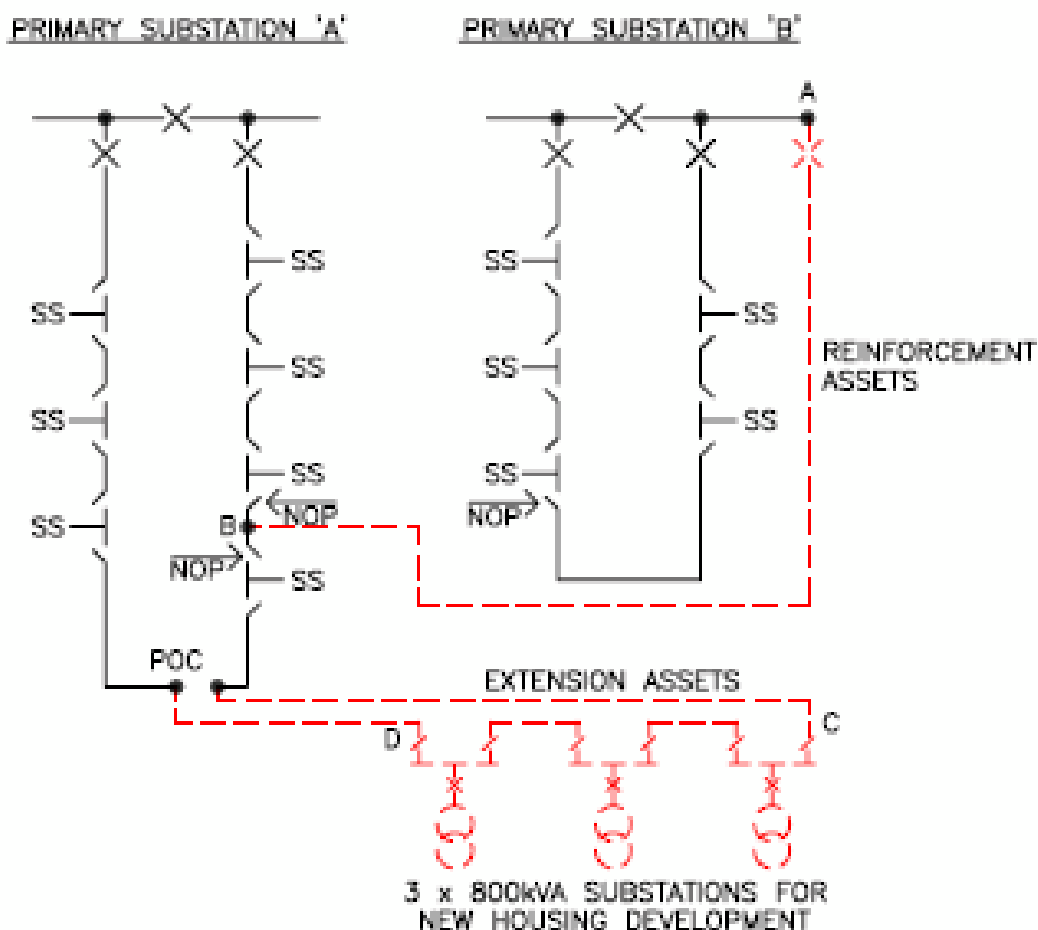 PRIMARY SUBSTATION 'A'
PRIMARY SUBSTATION 'B'
A
SS
SS
SS
SS
SS
SS
REINFORCEMENT
ASSETS
SS
SS
SS
SS
NOP
NOP
SS
B
NOP
SS
POC
EXTENSION ASSETS
D
C
3 x 800kVA SUBSTATIONS FOR
NEW HOUSING DEVELOPMENT